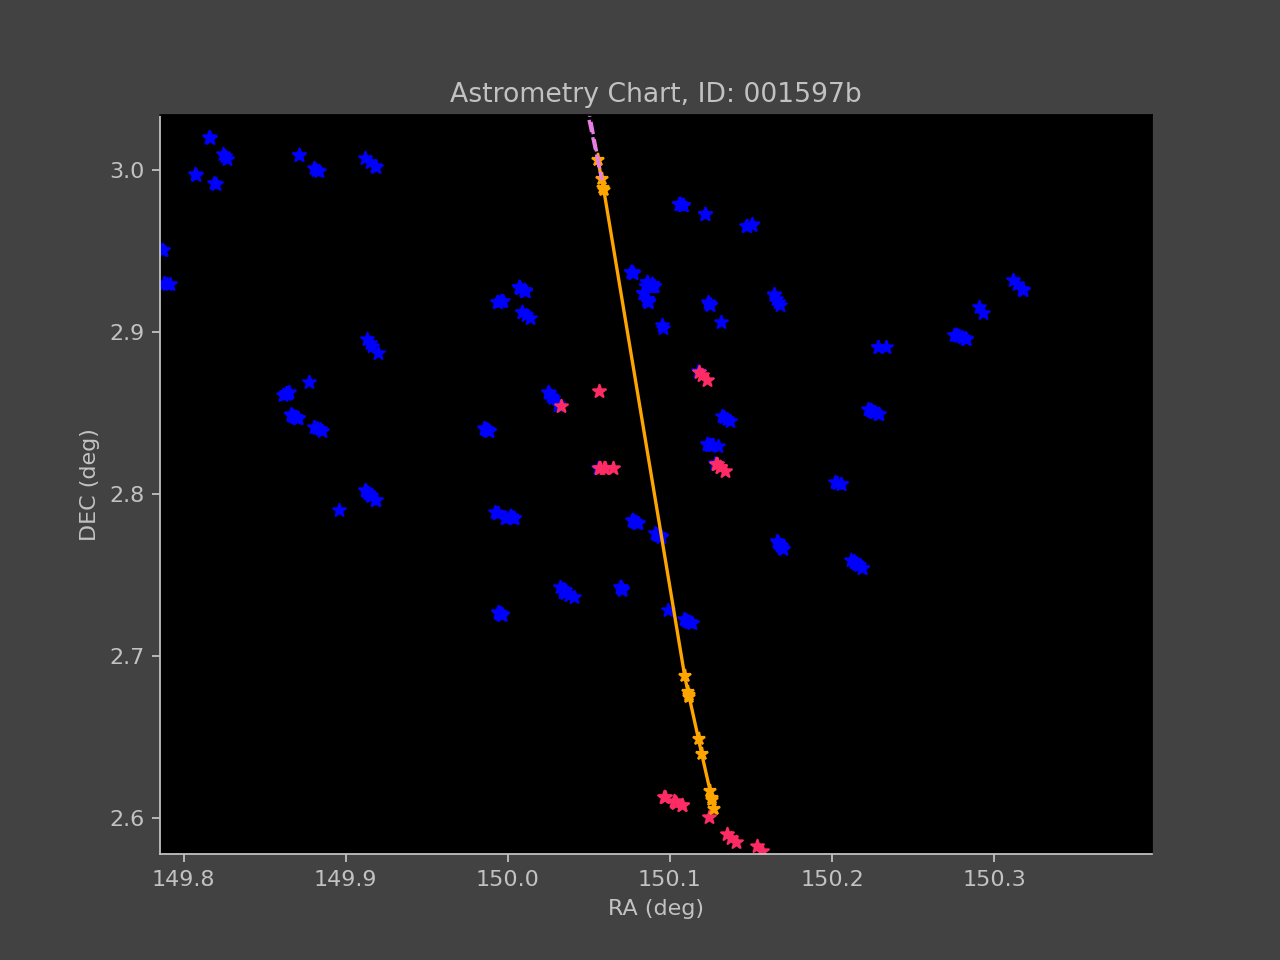 Astrometry Chart, ID: 001597b
3.0
2.9
2.8
2.7
2.6
DEC (deg)
149.8 149.9 150.0 150.1 150.2 150.3
RA (deg)